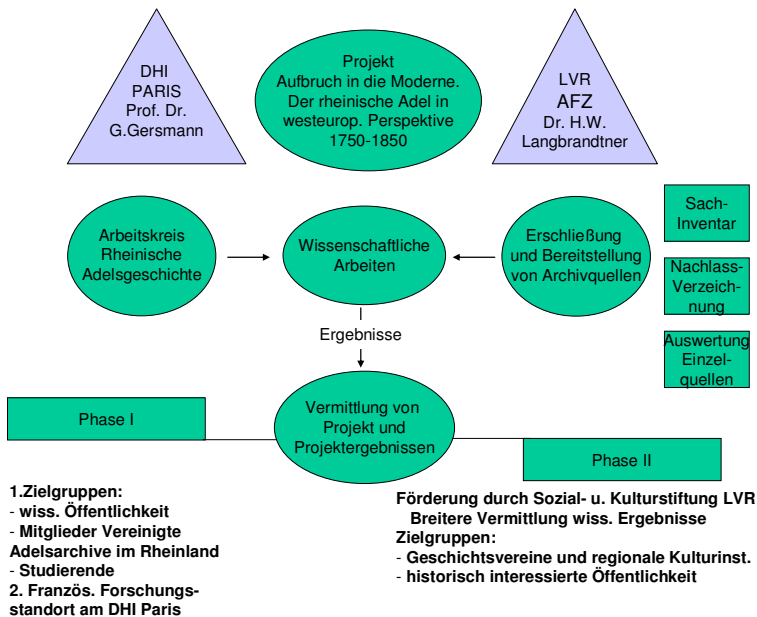 DHI
PARIS
Prof. Dr.
G.Gersmann
Projekt
Aufbruch in die Moderne.
Der rheinische Adel in
westeurop. Perspektive
1750-1850
LVR
AFZ
Dr. H.W.
Langbrandtner
Arbeitskreis
Rheinische
Adelsgeschichte
Wissenschaftliche
Arbeiten
Erschließung
und Bereitstellung
von Archivquellen
Sach-
Inventar
Nachlass-
Verzeich-
nung
Auswertung
Einzel-
quellen
Ergebnisse
Vermittlung von
Projekt und
Projektergebnissen
Phase I
Phase II
1.Zielgruppen:
- wiss. Öffentlichkeit
- Mitglieder Vereinigte
Adelsarchive im Rheinland
- Studierende
2. Französ. Forschungs-
standort am DHI Paris
Förderung durch Sozial- u. Kulturstiftung LVR
Breitere Vermittlung wiss. Ergebnisse
Zielgruppen:
- Geschichtsvereine und regionale Kulturinst.
- historisch interessierte Öffentlichkeit